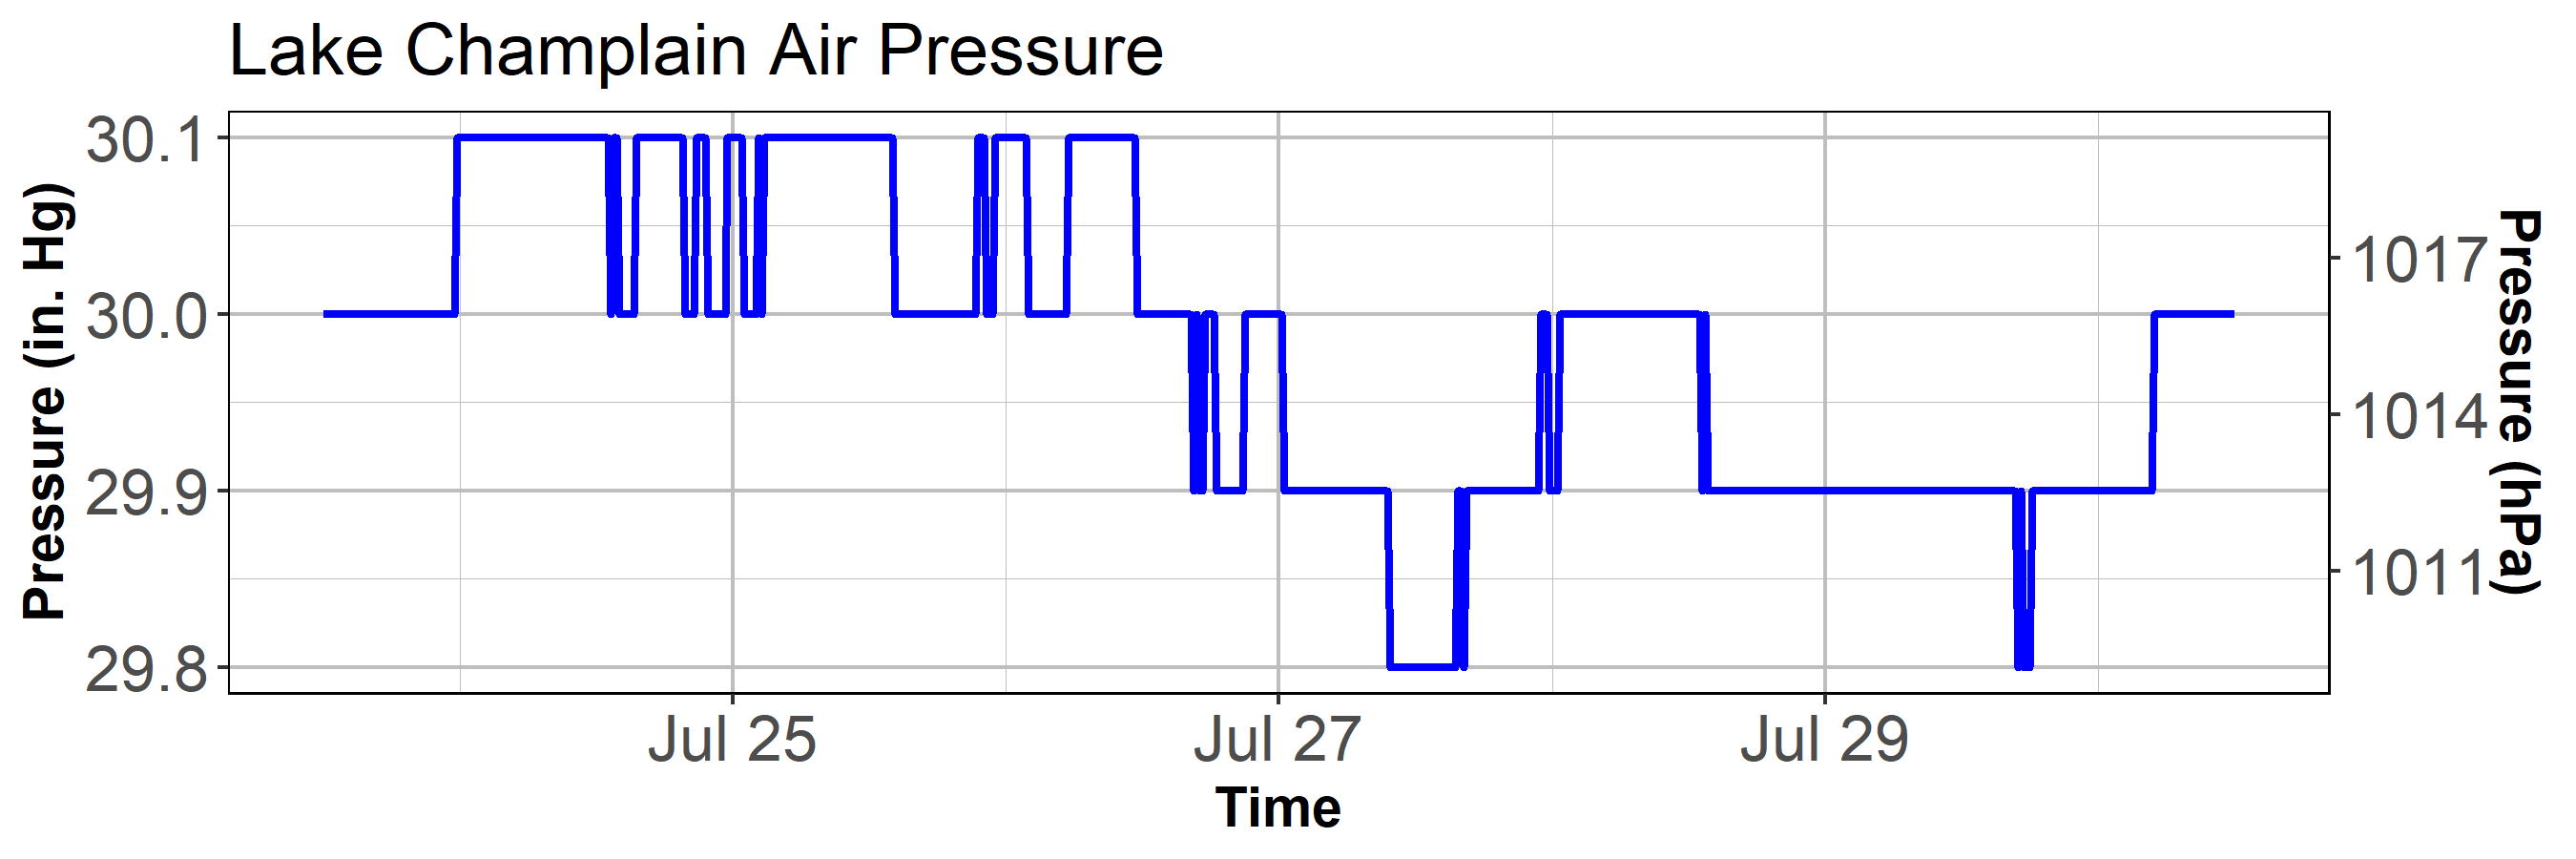 Lake Champlain Air Pressure
Pressure (in. Hg)
30.1
30.0
29.9
29.8
1017
1014
1011
Pressure (hPa)
Jul 25
Jul 27
Jul 29
Time